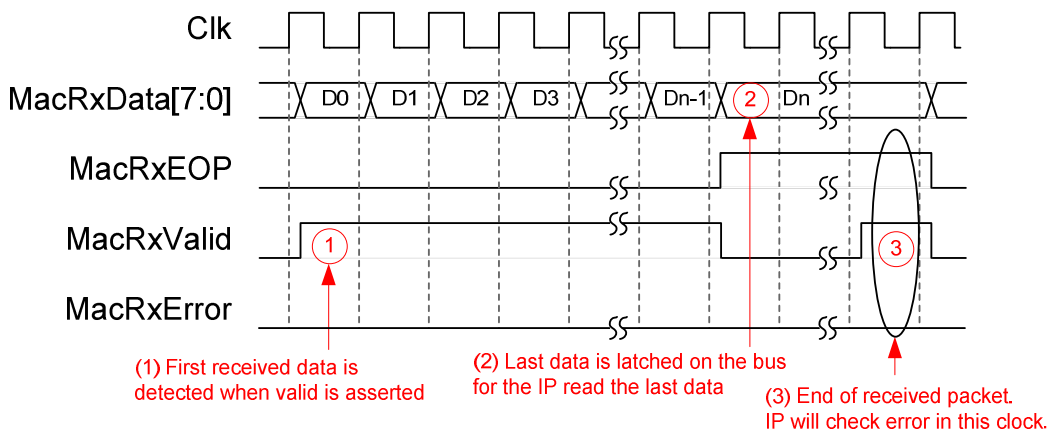 Clk
MacRxData[7:0]
D0 D1 D2 D3 Dn-1 2 Dn
MacRxEOP
MacRxValid
1 3
MacRxError
(1) First received data is
detected when valid is asserted
(2) Last data is latched on the bus
for the IP read the last data
(3) End of received packet.
IP will check error in this clock.